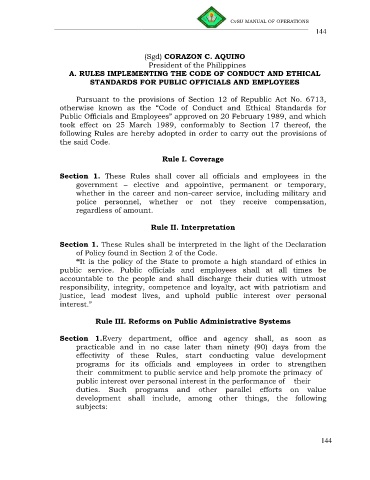 CvSU MANUAL OF OPERATIONS
144
(Sgd) CORAZON C. AQUINO
President of the Philippines
A. RULES IMPLEMENTING THE CODE OF CONDUCT AND ETHICAL
STANDARDS FOR PUBLIC OFFICIALS AND EMPLOYEES
Pursuant to the provisions of Section 12 of Republic Act No. 6713,
otherwise known as the "Code of Conduct and Ethical Standards for
Public Officials and Employees" approved on 20 February 1989, and which
took effect on 25 March 1989, conformably to Section 17 thereof, the
following Rules are hereby adopted in order to carry out the provisions of
the said Code.
Rule I. Coverage
Section 1. These Rules shall cover all officials and employees in the
government – elective and appointive, permanent or temporary,
whether in the career and non–career service, including military and
police personnel, whether or not they receive compensation,
regardless of amount.
Rule II. Interpretation
Section 1. These Rules shall be interpreted in the light of the Declaration
of Policy found in Section 2 of the Code.
"It is the policy of the State to promote a high standard of ethics in
public service. Public officials and employees shall at all times be
accountable to the people and shall discharge their duties with utmost
responsibility, integrity, competence and loyalty, act with patriotism and
justice, lead modest lives, and uphold public interest over personal
interest."
Rule III. Reforms on Public Administrative Systems
Section 1.Every department, office and agency shall, as soon as
practicable and in no case later than ninety (90) days from the
effectivity of these Rules, start conducting value development
programs for its officials and employees in order to strengthen
their commitment to public service and help promote the primacy of
public interest over personal interest in the performance of their
duties. Such programs and other parallel efforts on value
development shall include, among other things, the following
subjects:
144